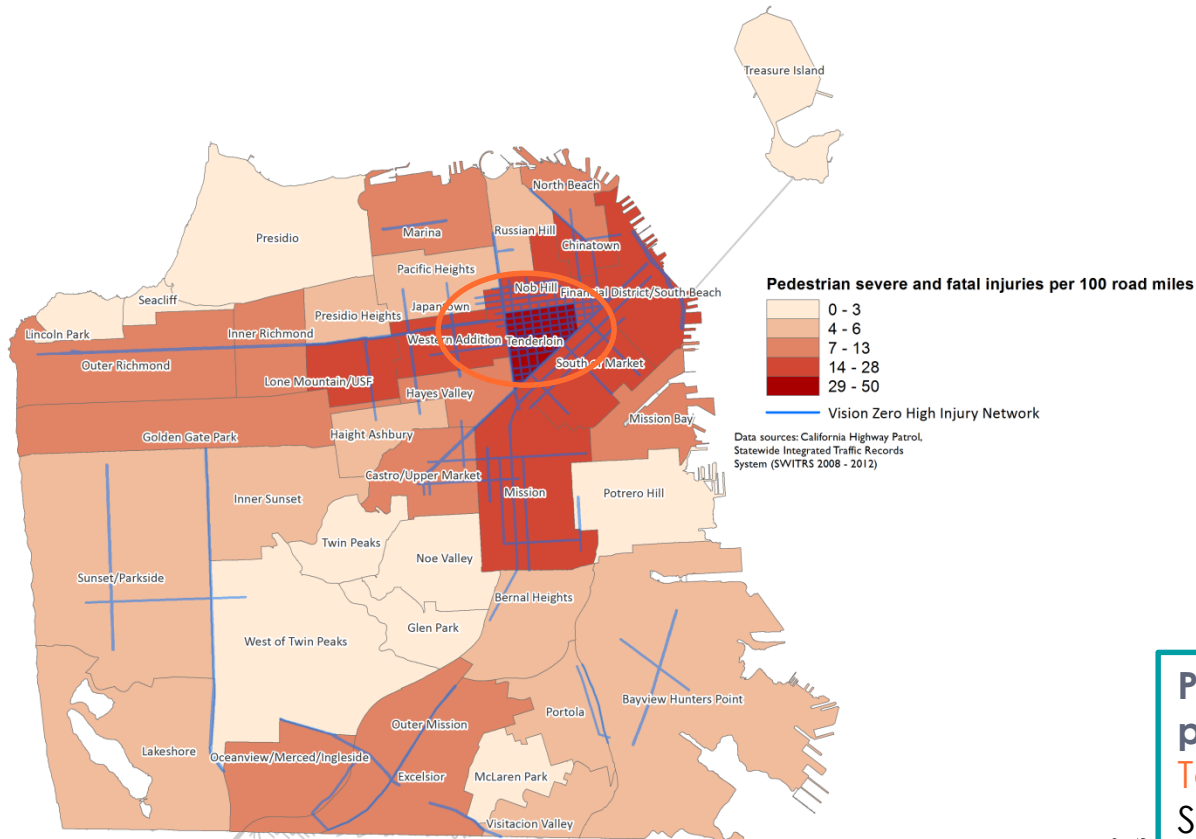 Treasure Island
North Beach
Russian Hill
Marina
Chinatown
Presidio
Pacific Heights
Nob Hill
Financial District/South Beach
Seacliff
Japantown
Presidio Heights
Lincoln Park
Inner Richmond
Western Addition
Tenderloin
Outer Richmond
South of Market
Lone Mountain/USF
Hayes Valley
Mission Bay
Golden Gate Park
Haight Ashbury
Castro/Upper Market
Inner Sunset
Mission
Potrero Hill
Twin Peaks
Noe Valley
Sunset/Parkside
Bernal Heights
Glen Park
West of Twin Peaks
Bayview Hunters Point
Portola
Outer Mission
Lakeshore
Oceanview/Merced/Ingleside
Excelsior
McLaren Park
Visitacion Valley
Pedestrian severe and fatal injuries per 100 road miles
0 - 3
4 - 6
7 - 13
14 - 28
29 - 50
Vision Zero High Injury Network
Data sources: California Highway Patrol,
Statewide Integrated Traffic Records
System (SWITRS 2008 - 2012)